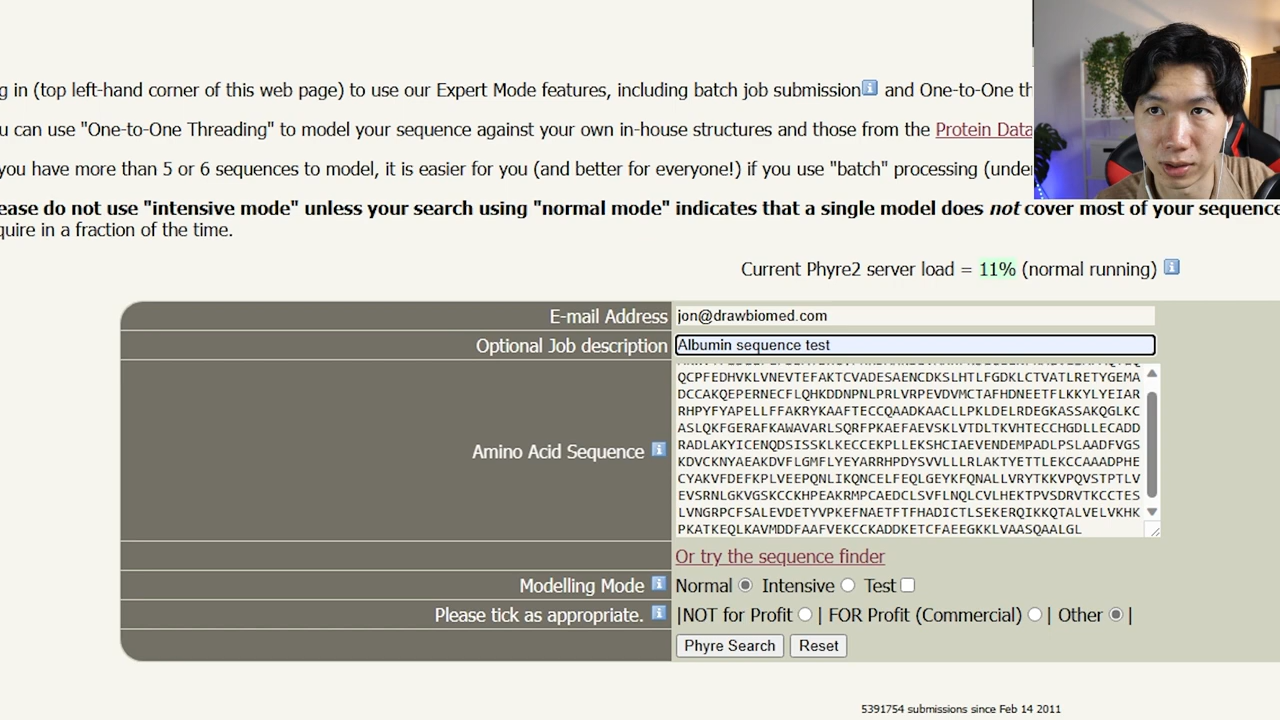 g in (top left-hand corner of this web page) to use our Expert Mode features, including batch job submission and One-to-One th
u can use "One-to-One Threading" to model your sequence against your own in-house structures and those from the Protein Data
you have more than 5 or 6 sequences to model, it is easier for you (and better for everyone!) if you use "batch" processing (unde
ease do not use "intensive mode" unless your search using "normal mode" indicates that a single model does not cover most of your sequence
quire in a fraction of the time.
Current Phyre2 server load = 11% (normal running)
E-mail Address jon@drawbiomed.com
Optional Job description Albumin sequence test
QCPFEDHVKLVNEVTEFAKTCVADESAENCDKSLHTLFGDKLCTVATLRETYGEMA
DCCAKQEPERNECFLQHKDDNPNLPRLVRPEVDVMCTAFHDNEETFLKKYLYEIAR
RHPYFYAPELLFFAKRYKAAFTECCQAADKAACLLPKLDELRDEGKASSAKQGLKC
ASLQKFGERAFKAWAVARLSQRFPKAEFAEVSKLVTDLTKVHTECCHGDLLECADD
RADLAKYICENQDSISSKLKECCEKPLLEKSHCIAEVENDEMPADLPSLAADFVGS
Amino Acid Sequence
KDVCKNYAEAKDVFLGMFLYEYARRHPDYSVVLLLRLAKTYETTLEKCCAAADPHE
CYAKVFDEFKPLVEEPQNLIKQNCELFEQLGEYKFQNALLVRYTKKVPQVSTPTLV
EVSRNLGKVGSKCCKHPEAKRMPCAEDCLSVFLNQLCVLHEKTPVSDRVTKCCTES
LVNGRPCFSALEVDETYVPKEFNAETFTFHADICTLSEKERQIKKQTALVELVKHK
PKATKEQLKAVMDDFAAFVEKCCKADDKETCFAEEGKKLVAASQAALGL
Or try the sequence finder
Modelling Mode Normal Intensive Test
Please tick as appropriate. |NOT for Profit | FOR Profit (Commercial) | Other |
Phyre Search Reset
5391754 submissions since Feb 14 2011